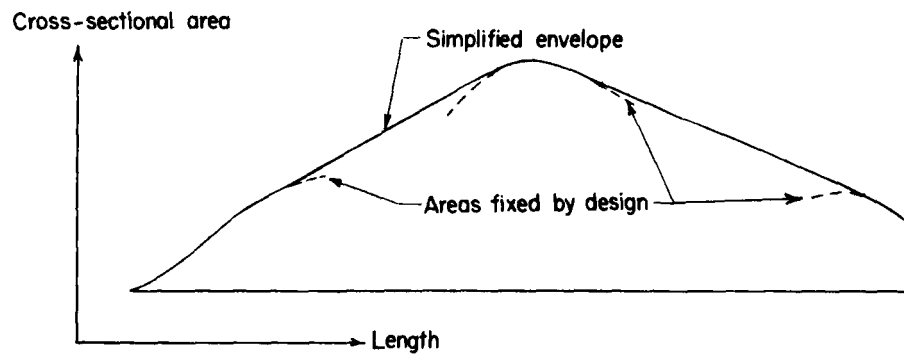 Cross-sectional area
Simplified envelope
Areas fixed by design
Length